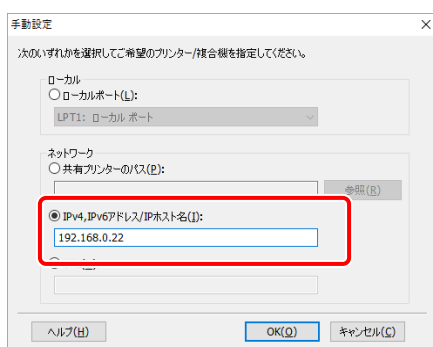 手動設定
次のいずれかを選択してご希望のプリンター/複合機を指定してください。
ローカル
ローカルポート(L):
LPT1: ローカル ポート
ネットワーク
共有プリンターのパス(P):
参照(R)
IPv4,IPv6アドレス/IPホスト名(I):
192.168.0.22
ヘルプ(H)
OK(O)
キャンセル(C)